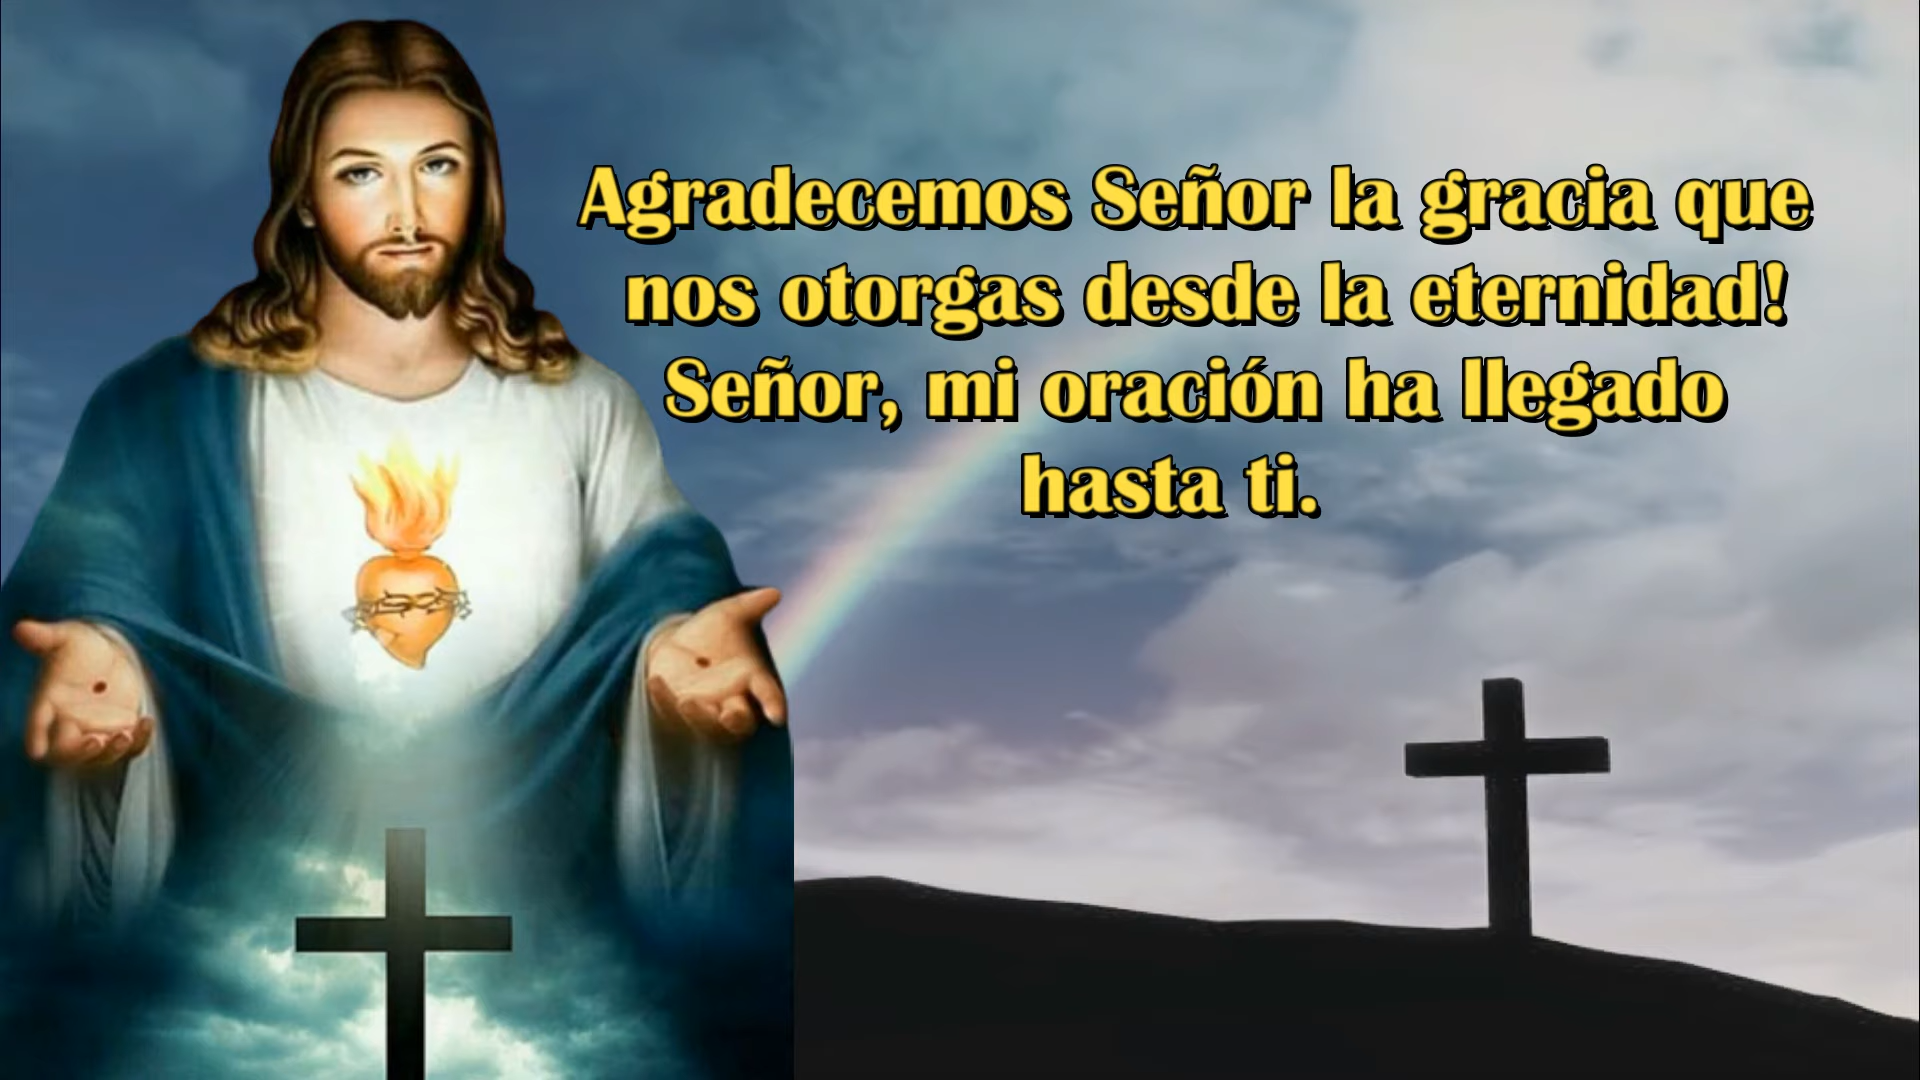 Agradecemos Señor la gracia que
nos otorgas desde la eternidad!
Señor, mi oración ha llegado
hasta ti.